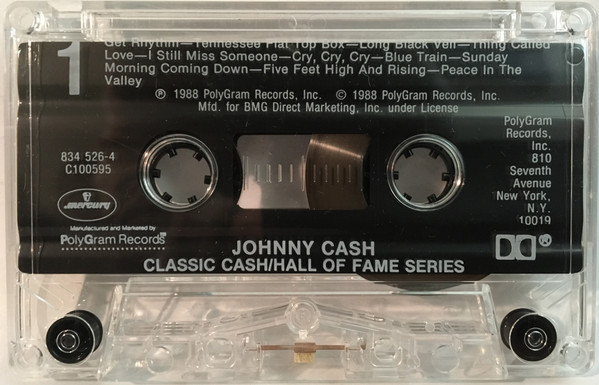 1
Get Rhythm—Tennessee Flat Top Box—Long Black Veil—Thing Called
Love—I Still Miss Someone—Cry, Cry, Cry—Blue Train—Sunday
Morning Coming Down—Five Feet High And Rising—Peace In The
Valley
℗ 1988 PolyGram Records, Inc. © 1988 PolyGram Records, Inc.
Mfd. for BMG Direct Marketing, Inc. under License
834 526-4
C100595
mercury
Manufactured and Marketed by
PolyGram Records™
PolyGram
Records,
Inc.
810
Seventh
Avenue
New York,
N.Y.
10019
®
JOHNNY CASH
CLASSIC CASH/HALL OF FAME SERIES